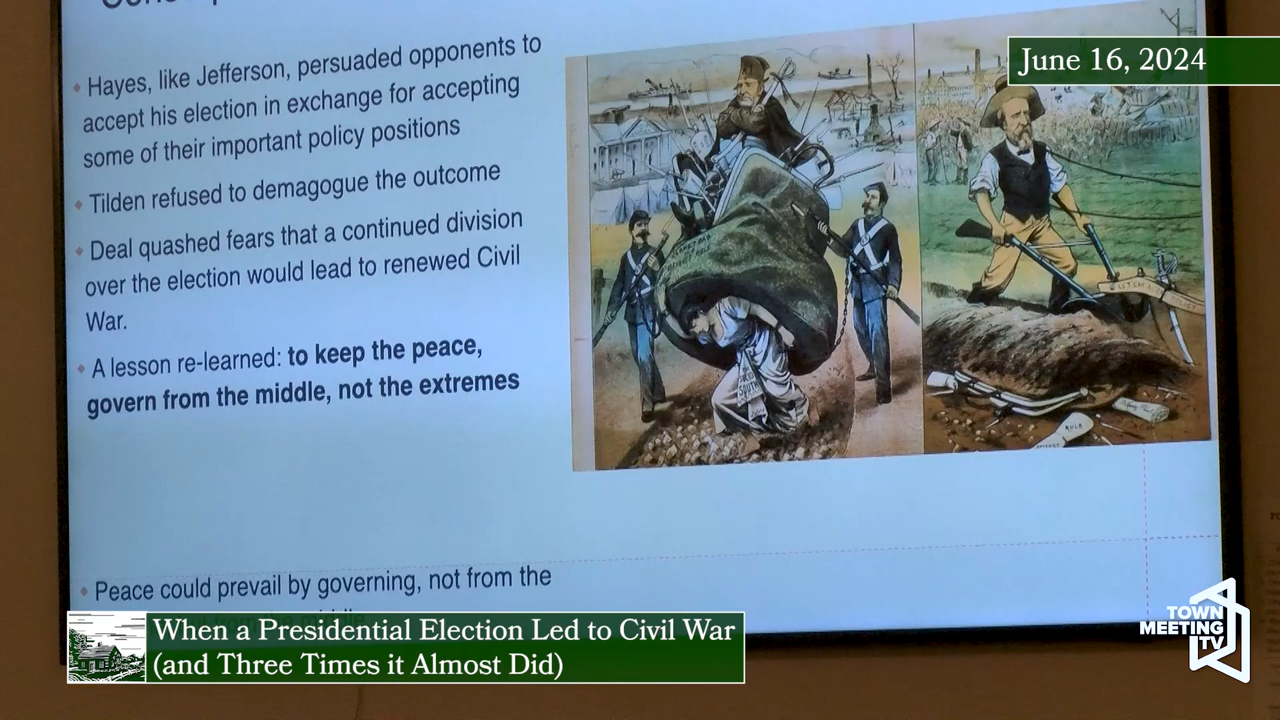 June 16, 2024
Hayes, like Jefferson, persuaded opponents to
accept his election in exchange for accepting
some of their important policy positions
Tilden refused to demagogue the outcome
Deal quashed fears that a continued division
over the election would lead to renewed Civil
War.
A lesson re-learned: to keep the peace,
govern from the middle, not the extremes
Peace could prevail by governing, not from the
SOUTH
RULE
When a Presidential Election Led to Civil War
(and Three Times it Almost Did)
TOWN
MEETING
TV